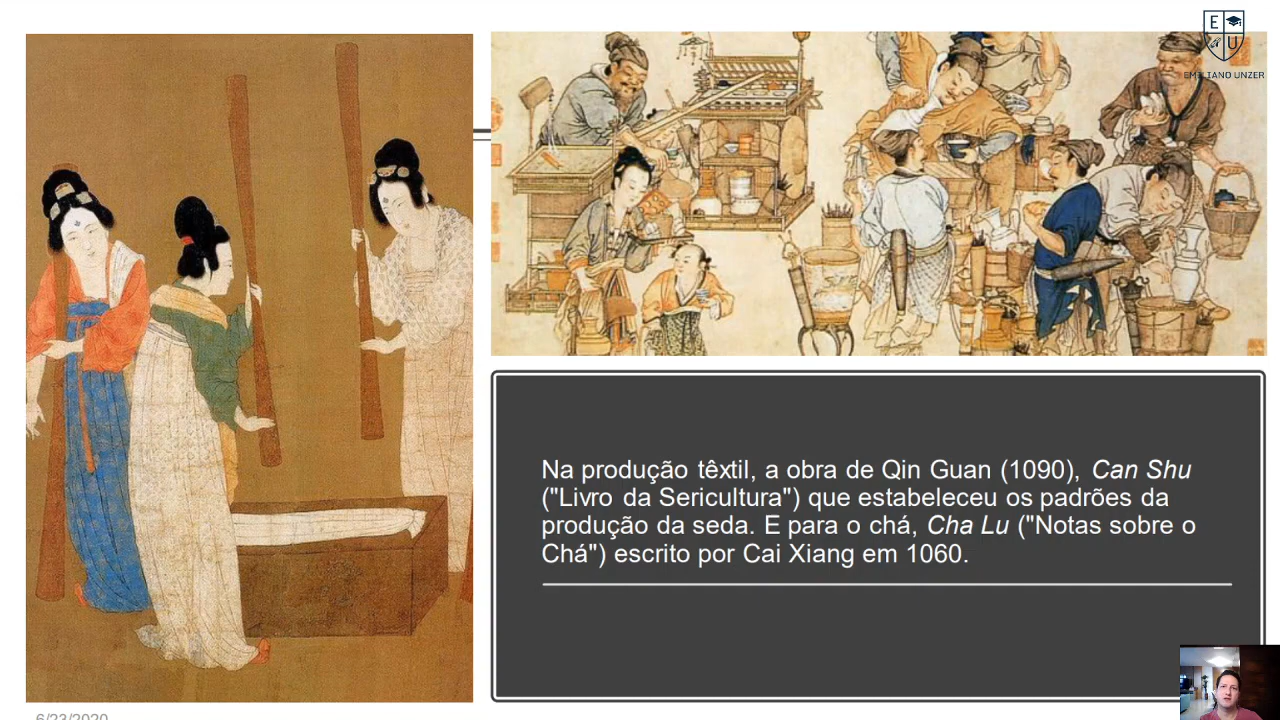 E
U
EMILIANO UNZER
Na produção têxtil, a obra de Qin Guan (1090), Can Shu
("Livro da Sericultura") que estabeleceu os padrões da
produção da seda. E para o chá, Cha Lu ("Notas sobre o
Chá") escrito por Cai Xiang em 1060.
6/23/2020